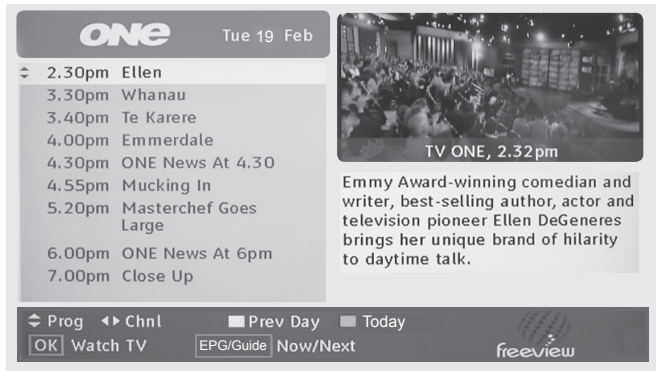 ONE Tue 19 Feb
2.30pm Ellen
3.30pm Whanau
3.40pm Te Karere
4.00pm Emmerdale
4.30pm ONE News At 4.30
4.55pm Mucking In
5.20pm Masterchef Goes
Large
6.00pm ONE News At 6pm
7.00pm Close Up
TV ONE, 2.32pm
Emmy Award-winning comedian and
writer, best-selling author, actor and
television pioneer Ellen DeGeneres
brings her unique brand of hilarity
to daytime talk.
Prog Chnl Prev Day Today
OK Watch TV EPG/Guide Now/Next
freeview